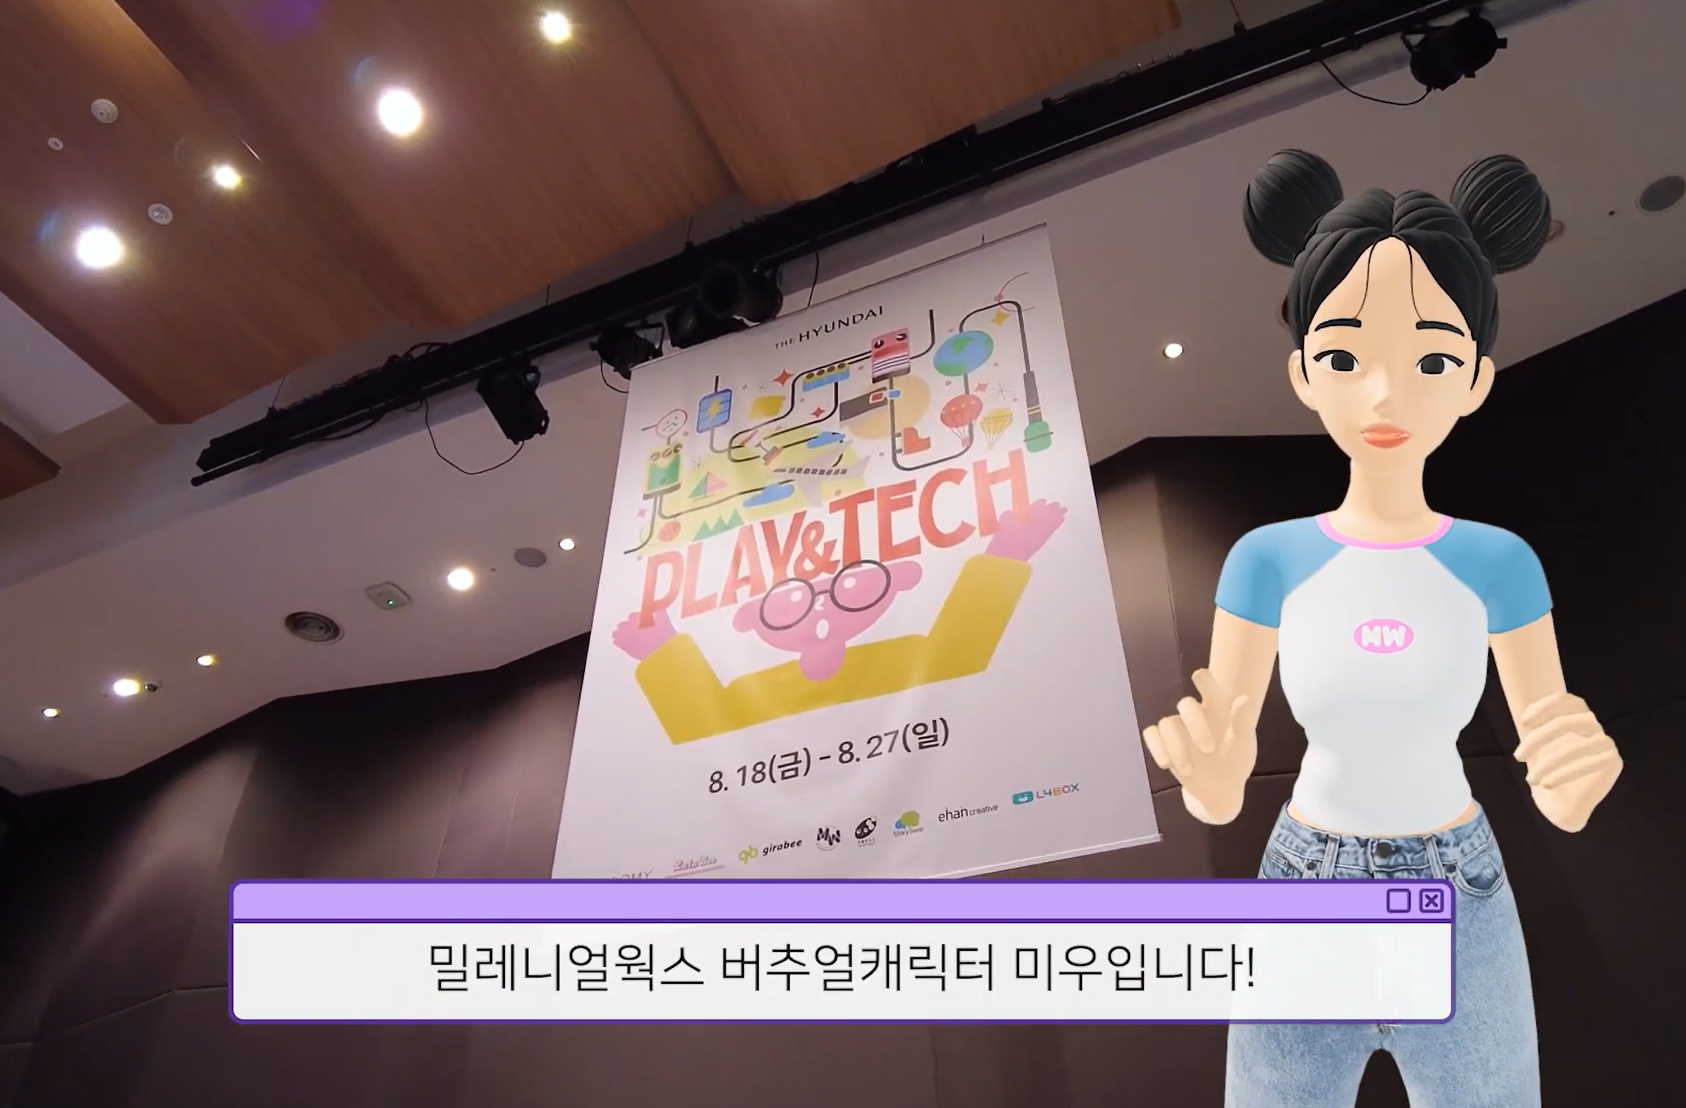 THE HYUNDAI
PLAY&TECH
8. 18(금) - 8. 27(일)
girabee
MW
ehan creative
L4BOX
MW
밀레니얼웍스 버추얼캐릭터 미우입니다!